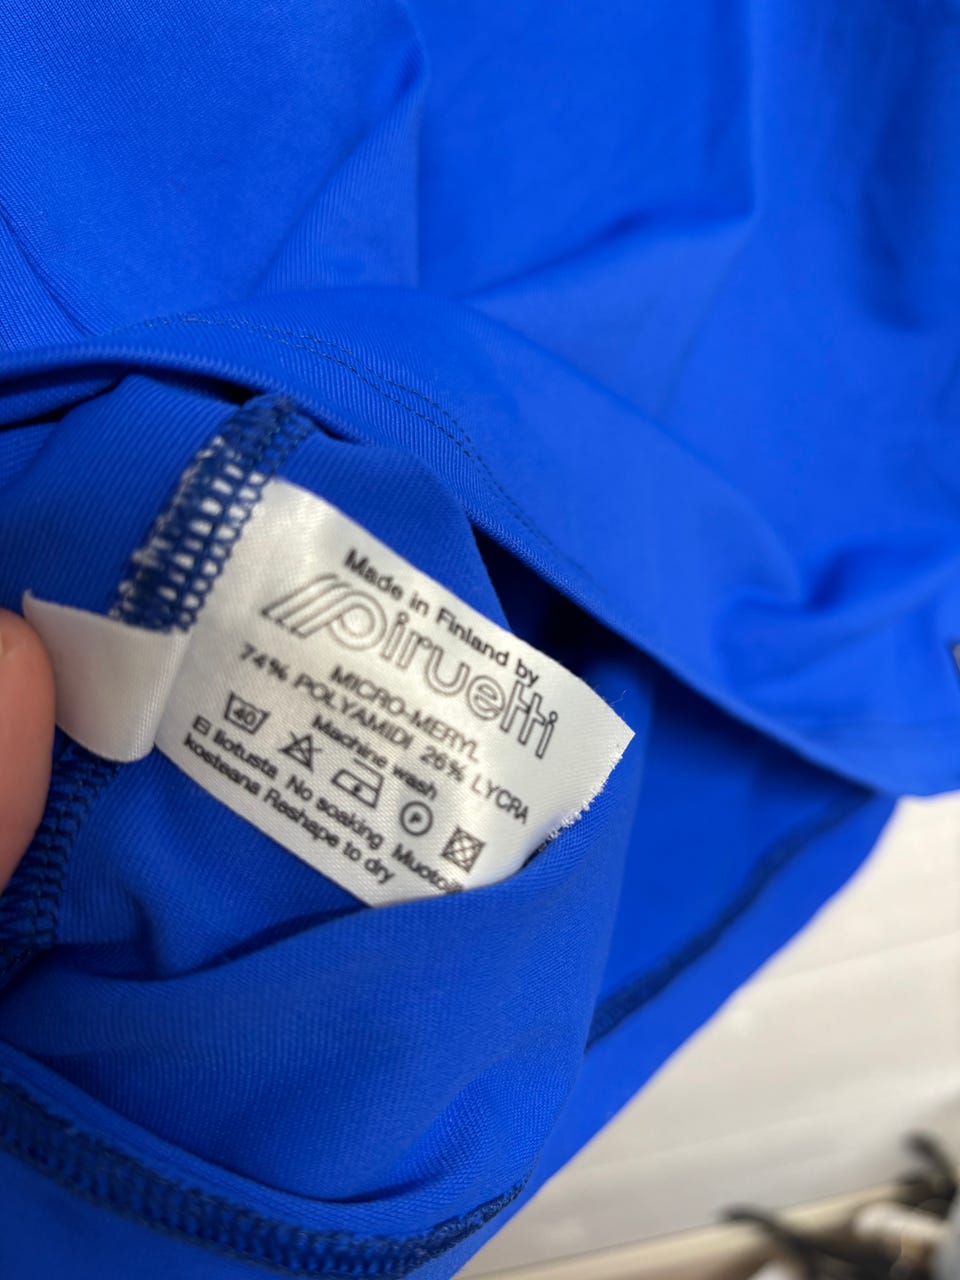 Made in Finland by
Piruetti
MICRO-MERYL
74% POLYAMIDI 26% LYCRA
Machine wash
40 P
Ei liotusta No soaking
kosteana Reshape to dry